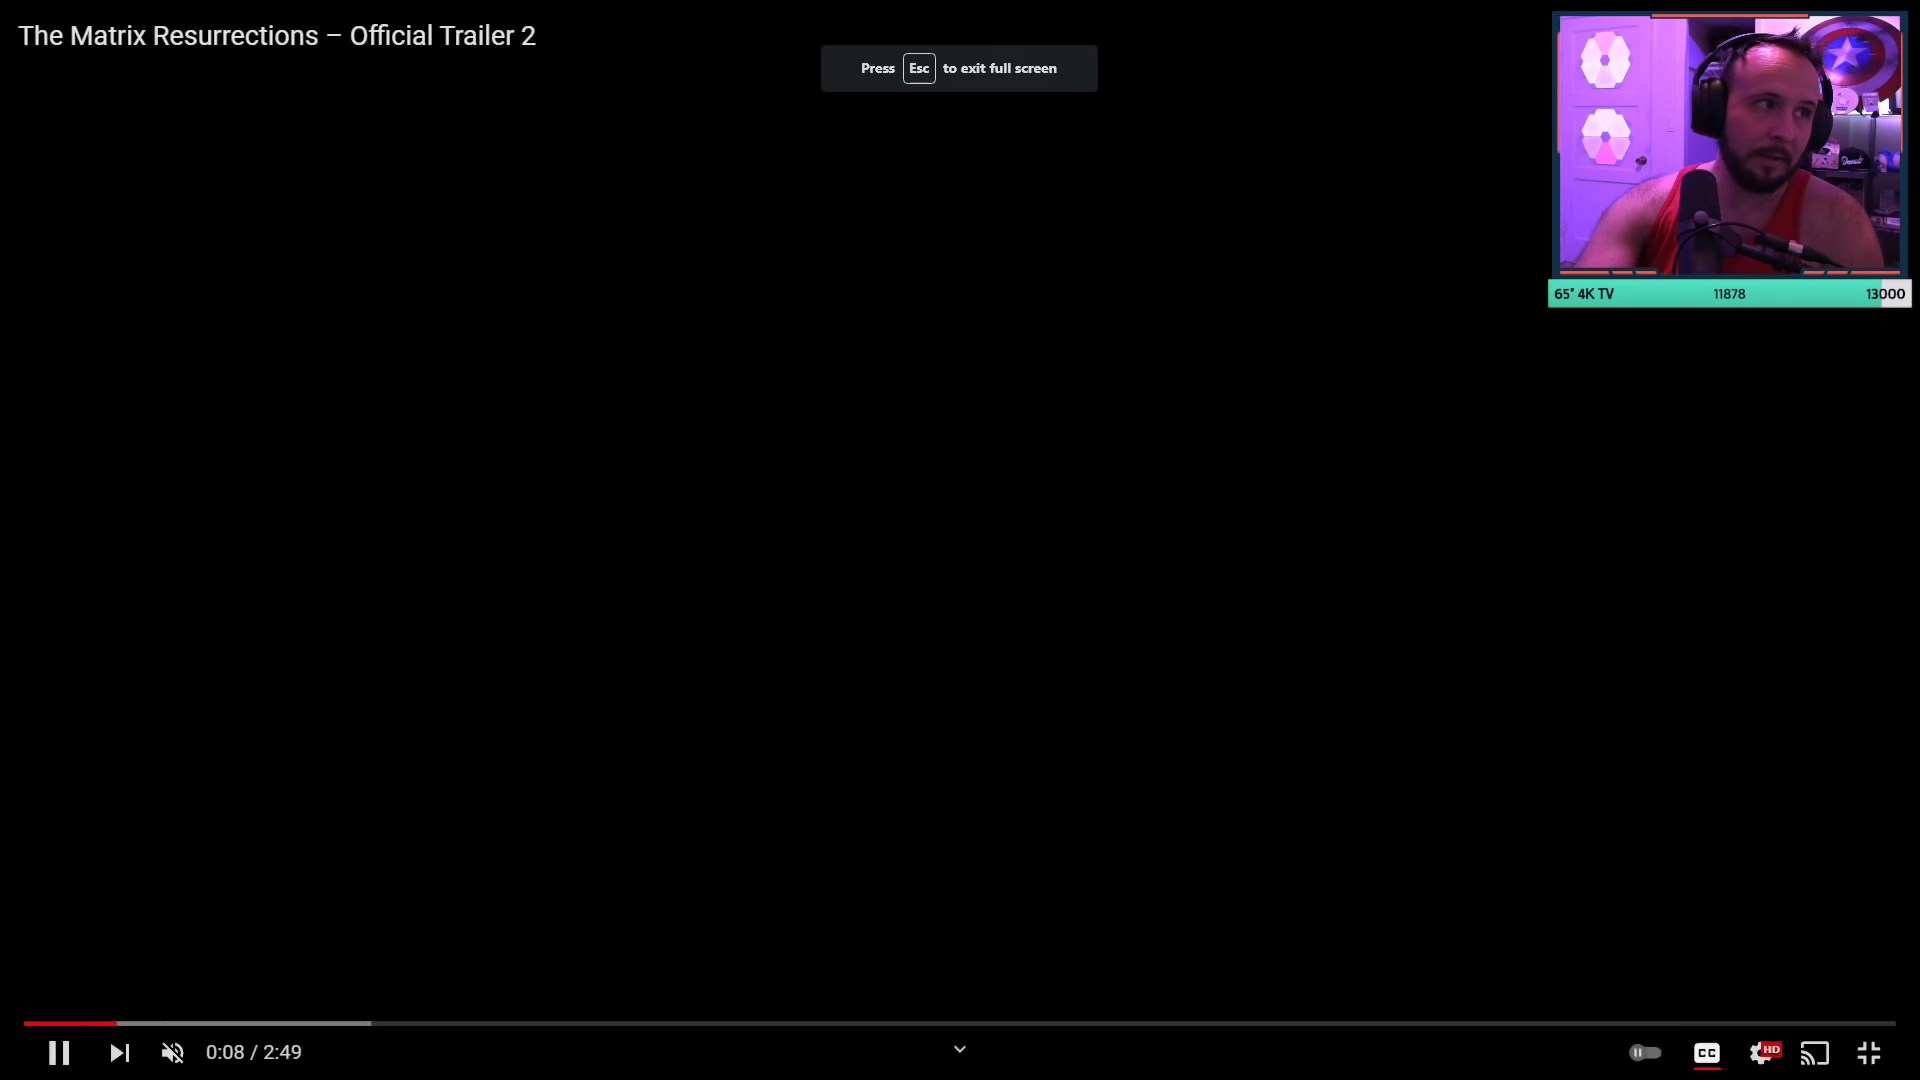 The Matrix Resurrections – Official Trailer 2
Press Esc to exit full screen
Donut
65" 4K TV 11878 13000
0:08 / 2:49
CC
HD